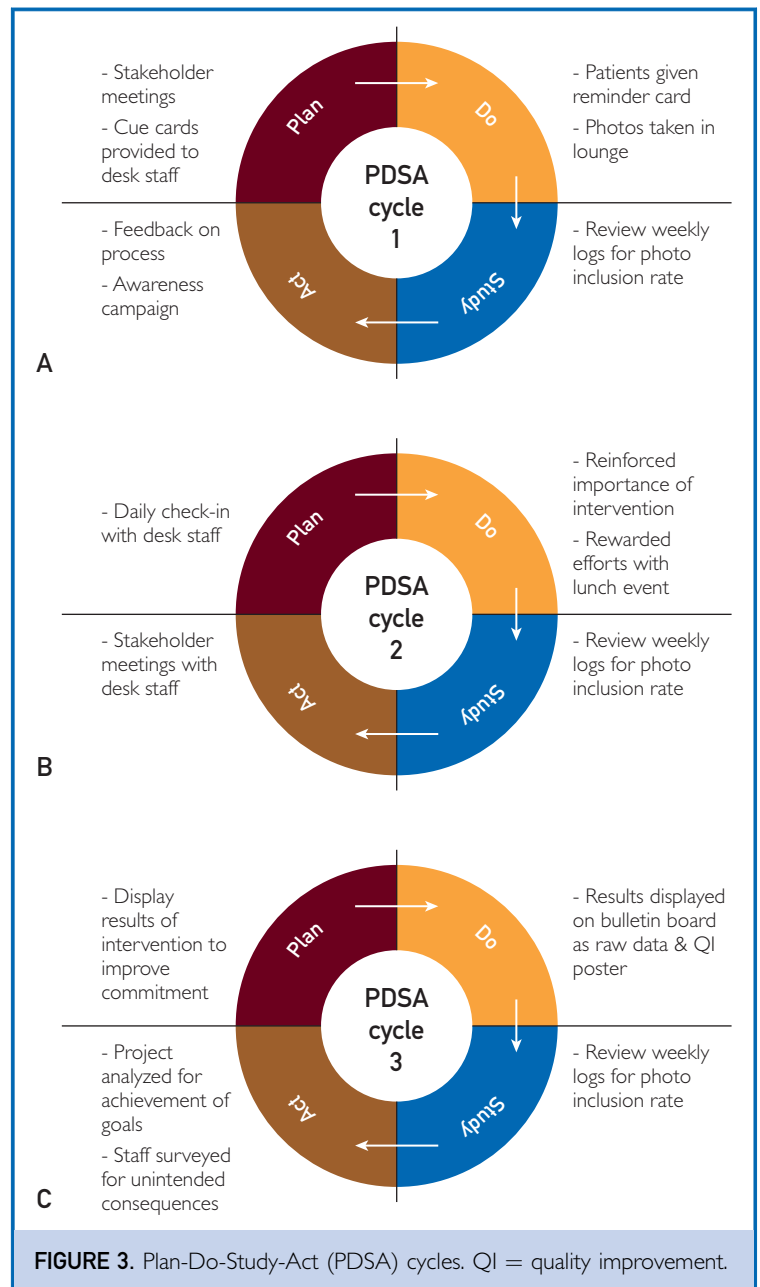 - Stakeholder
meetings
- Cue cards
provided to
desk staff
Plan
Do
- Patients given
reminder card
- Photos taken in
lounge
PDSA
cycle
1
- Feedback on
process
- Awareness
campaign
Act
Study
- Review weekly
logs for photo
inclusion rate
A
- Daily check-in
with desk staff
Plan
Do
- Reinforced
importance of
intervention
- Rewarded
efforts with
lunch event
PDSA
cycle
2
- Stakeholder
meetings with
desk staff
Act
Study
- Review weekly
logs for photo
inclusion rate
B
- Display
results of
intervention to
improve
commitment
Plan
Do
- Results displayed
on bulletin board
as raw data & QI
poster
PDSA
cycle
3
- Project
analyzed for
achievement of
goals
- Staff surveyed
for unintended
consequences
Act
Study
- Review weekly
logs for photo
inclusion rate
C
FIGURE 3. Plan-Do-Study-Act (PDSA) cycles. QI = quality improvement.